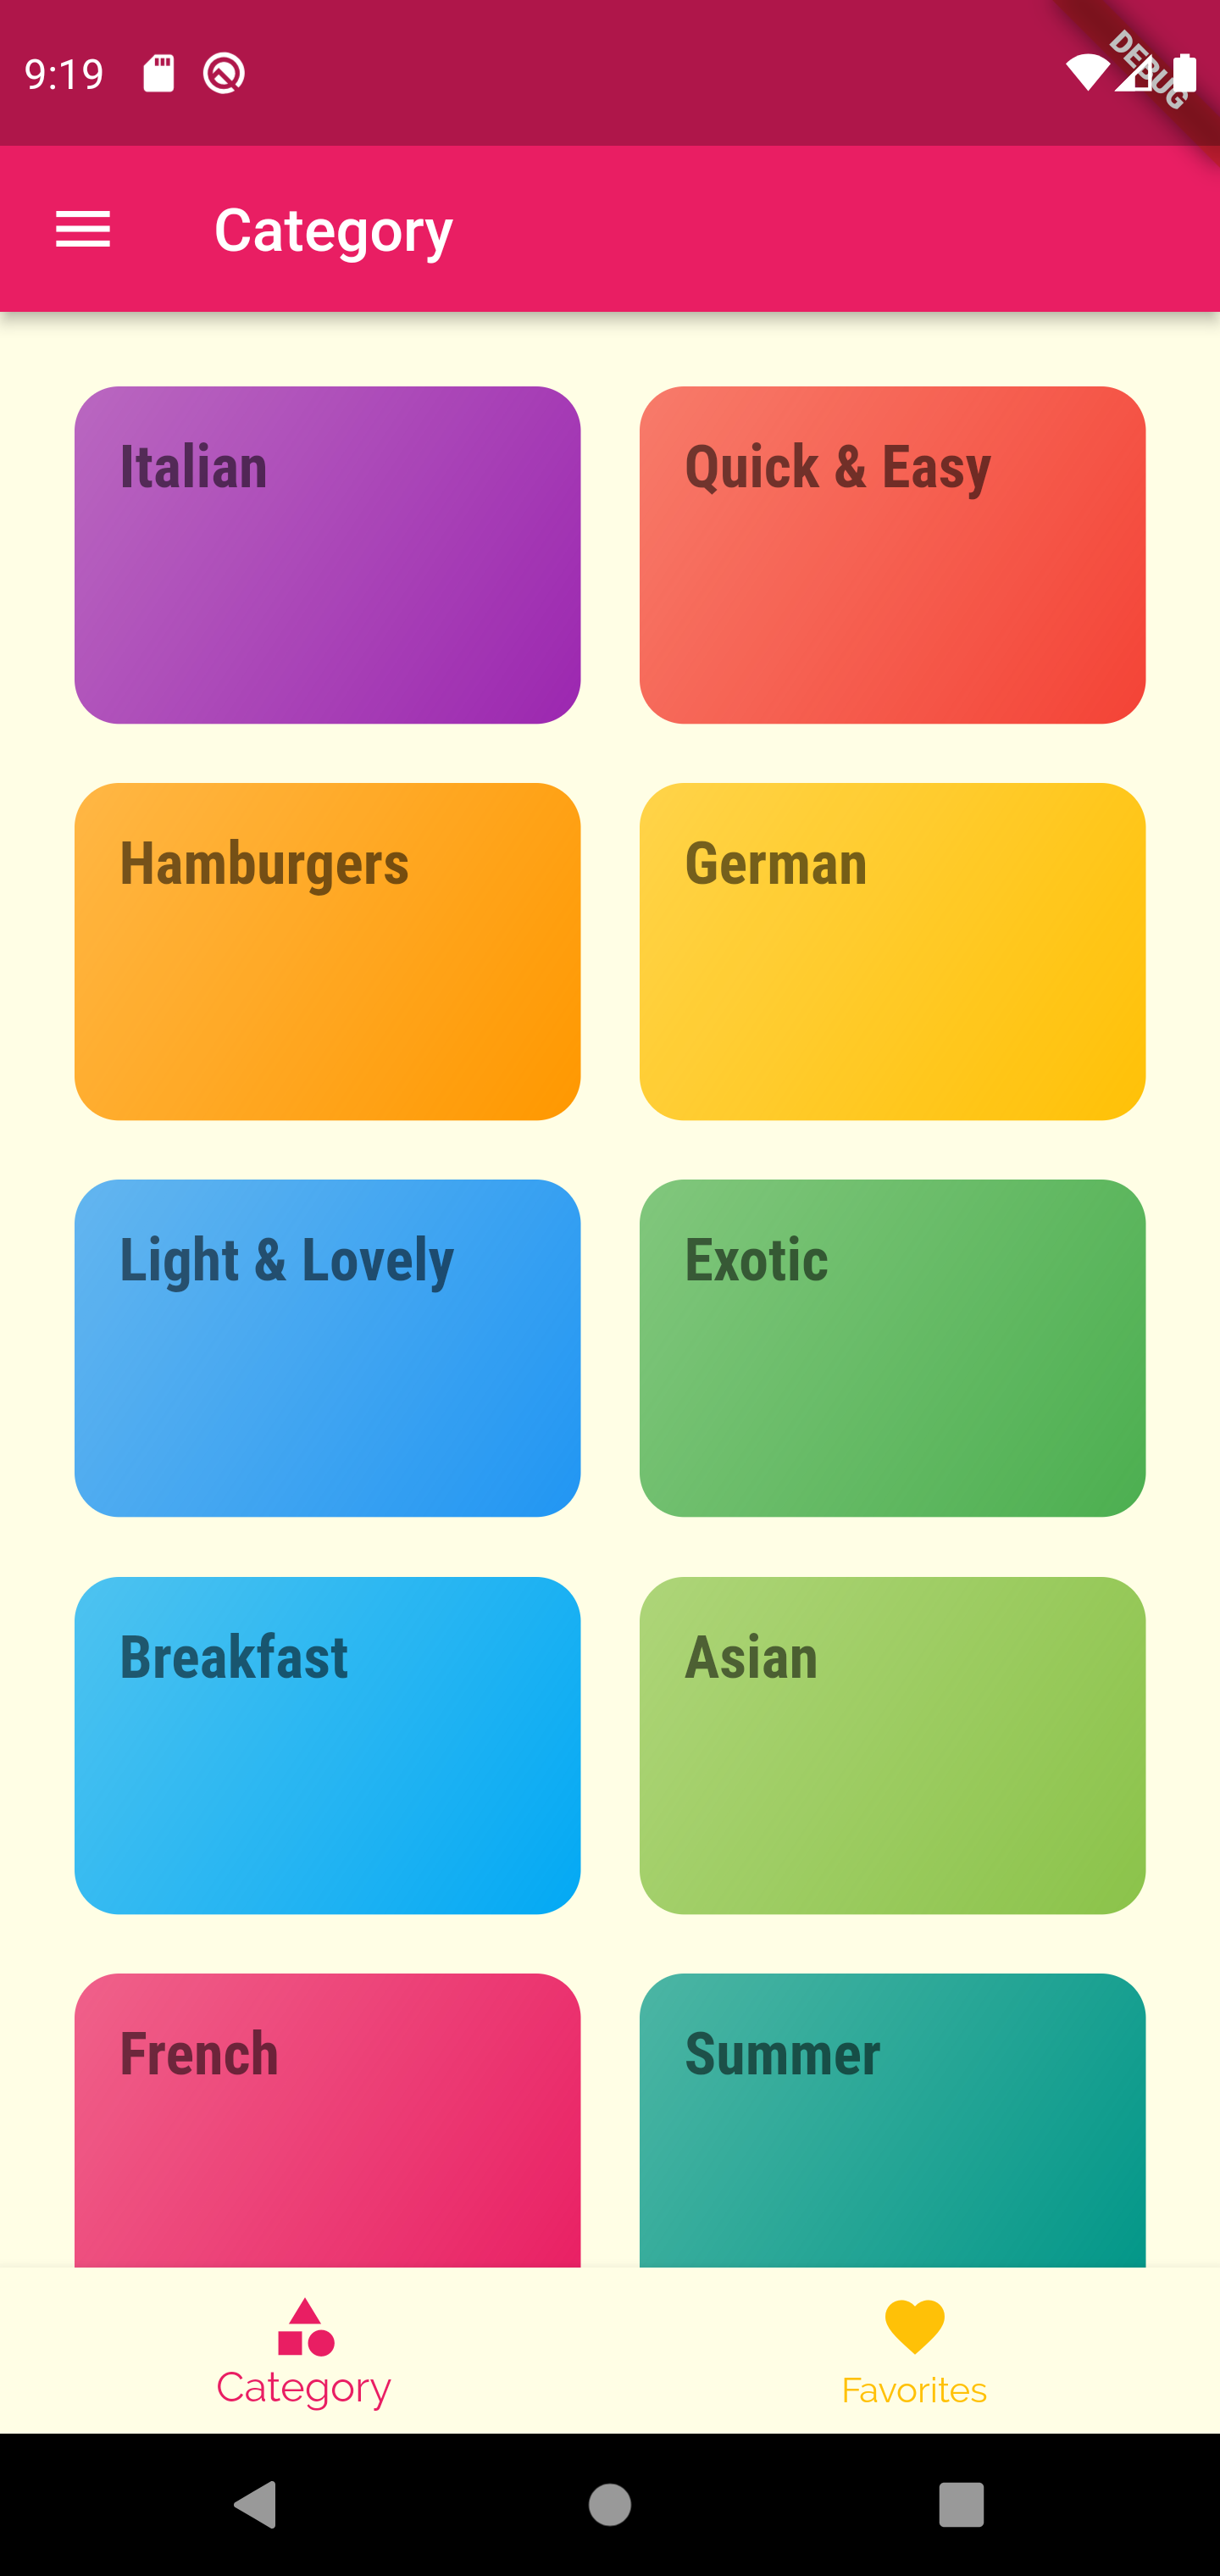 9:19
DEBUG
Category
Italian
Quick & Easy
Hamburgers
German
Light & Lovely
Exotic
Breakfast
Asian
French
Summer
Category
Favorites